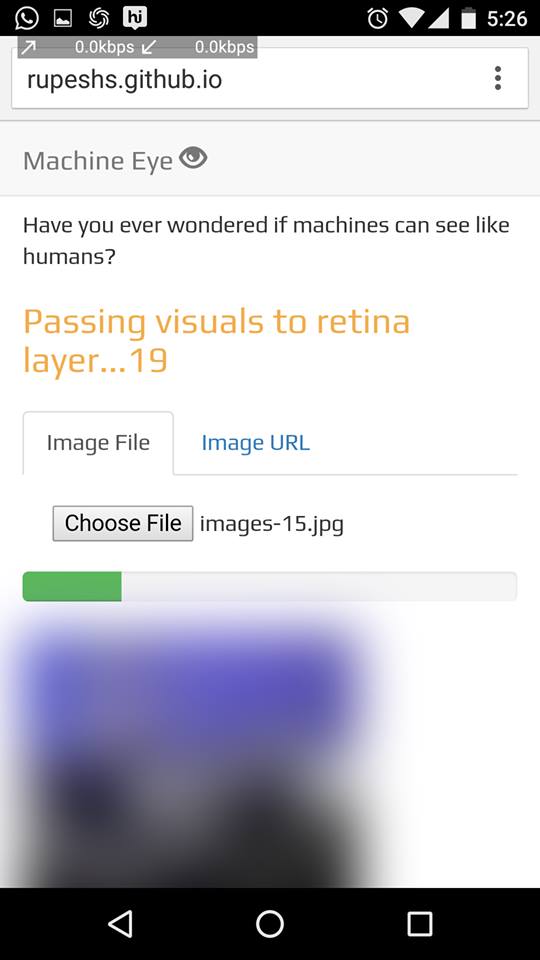 hi 5:26
0.0kbps 0.0kbps
rupeshs.github.io
Machine Eye
Have you ever wondered if machines can see like
humans?
Passing visuals to retina
layer...19
Image File Image URL
Choose File images-15.jpg